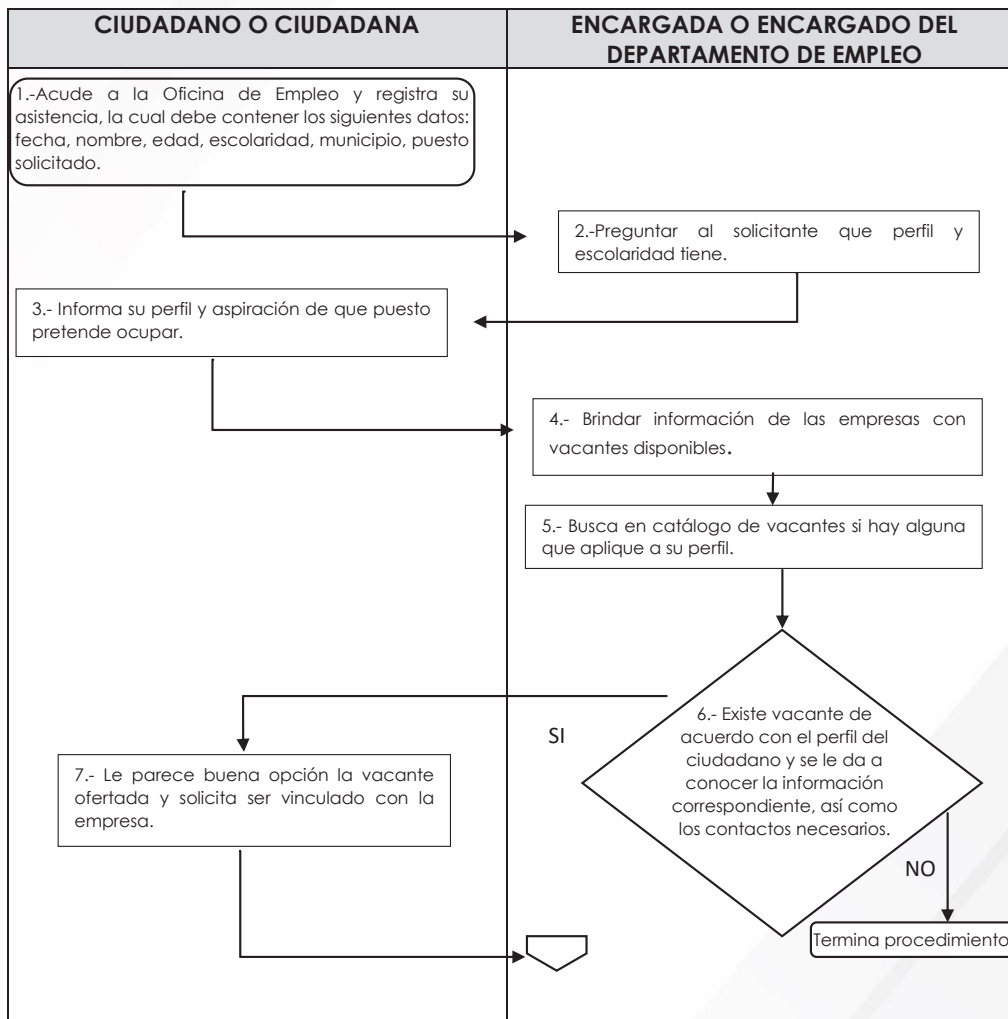 CIUDADANO O CIUDADANA
ENCARGADA O ENCARGADO DEL
DEPARTAMENTO DE EMPLEO
1.-Acude a la Oficina de Empleo y registra su
asistencia, la cual debe contener los siguientes datos:
fecha, nombre, edad, escolaridad, municipio, puesto
solicitado.
2.-Preguntar al solicitante que perfil y
escolaridad tiene.
3.- Informa su perfil y aspiración de que puesto
pretende ocupar.
4.- Brindar información de las empresas con
vacantes disponibles.
5.- Busca en catálogo de vacantes si hay alguna
que aplique a su perfil.
6.- Existe vacante de
acuerdo con el perfil del
ciudadano y se le da a
conocer la información
correspondiente, así como
los contactos necesarios.
SI
7.- Le parece buena opción la vacante
ofertada y solicita ser vinculado con la
empresa.
NO
Termina procedimiento